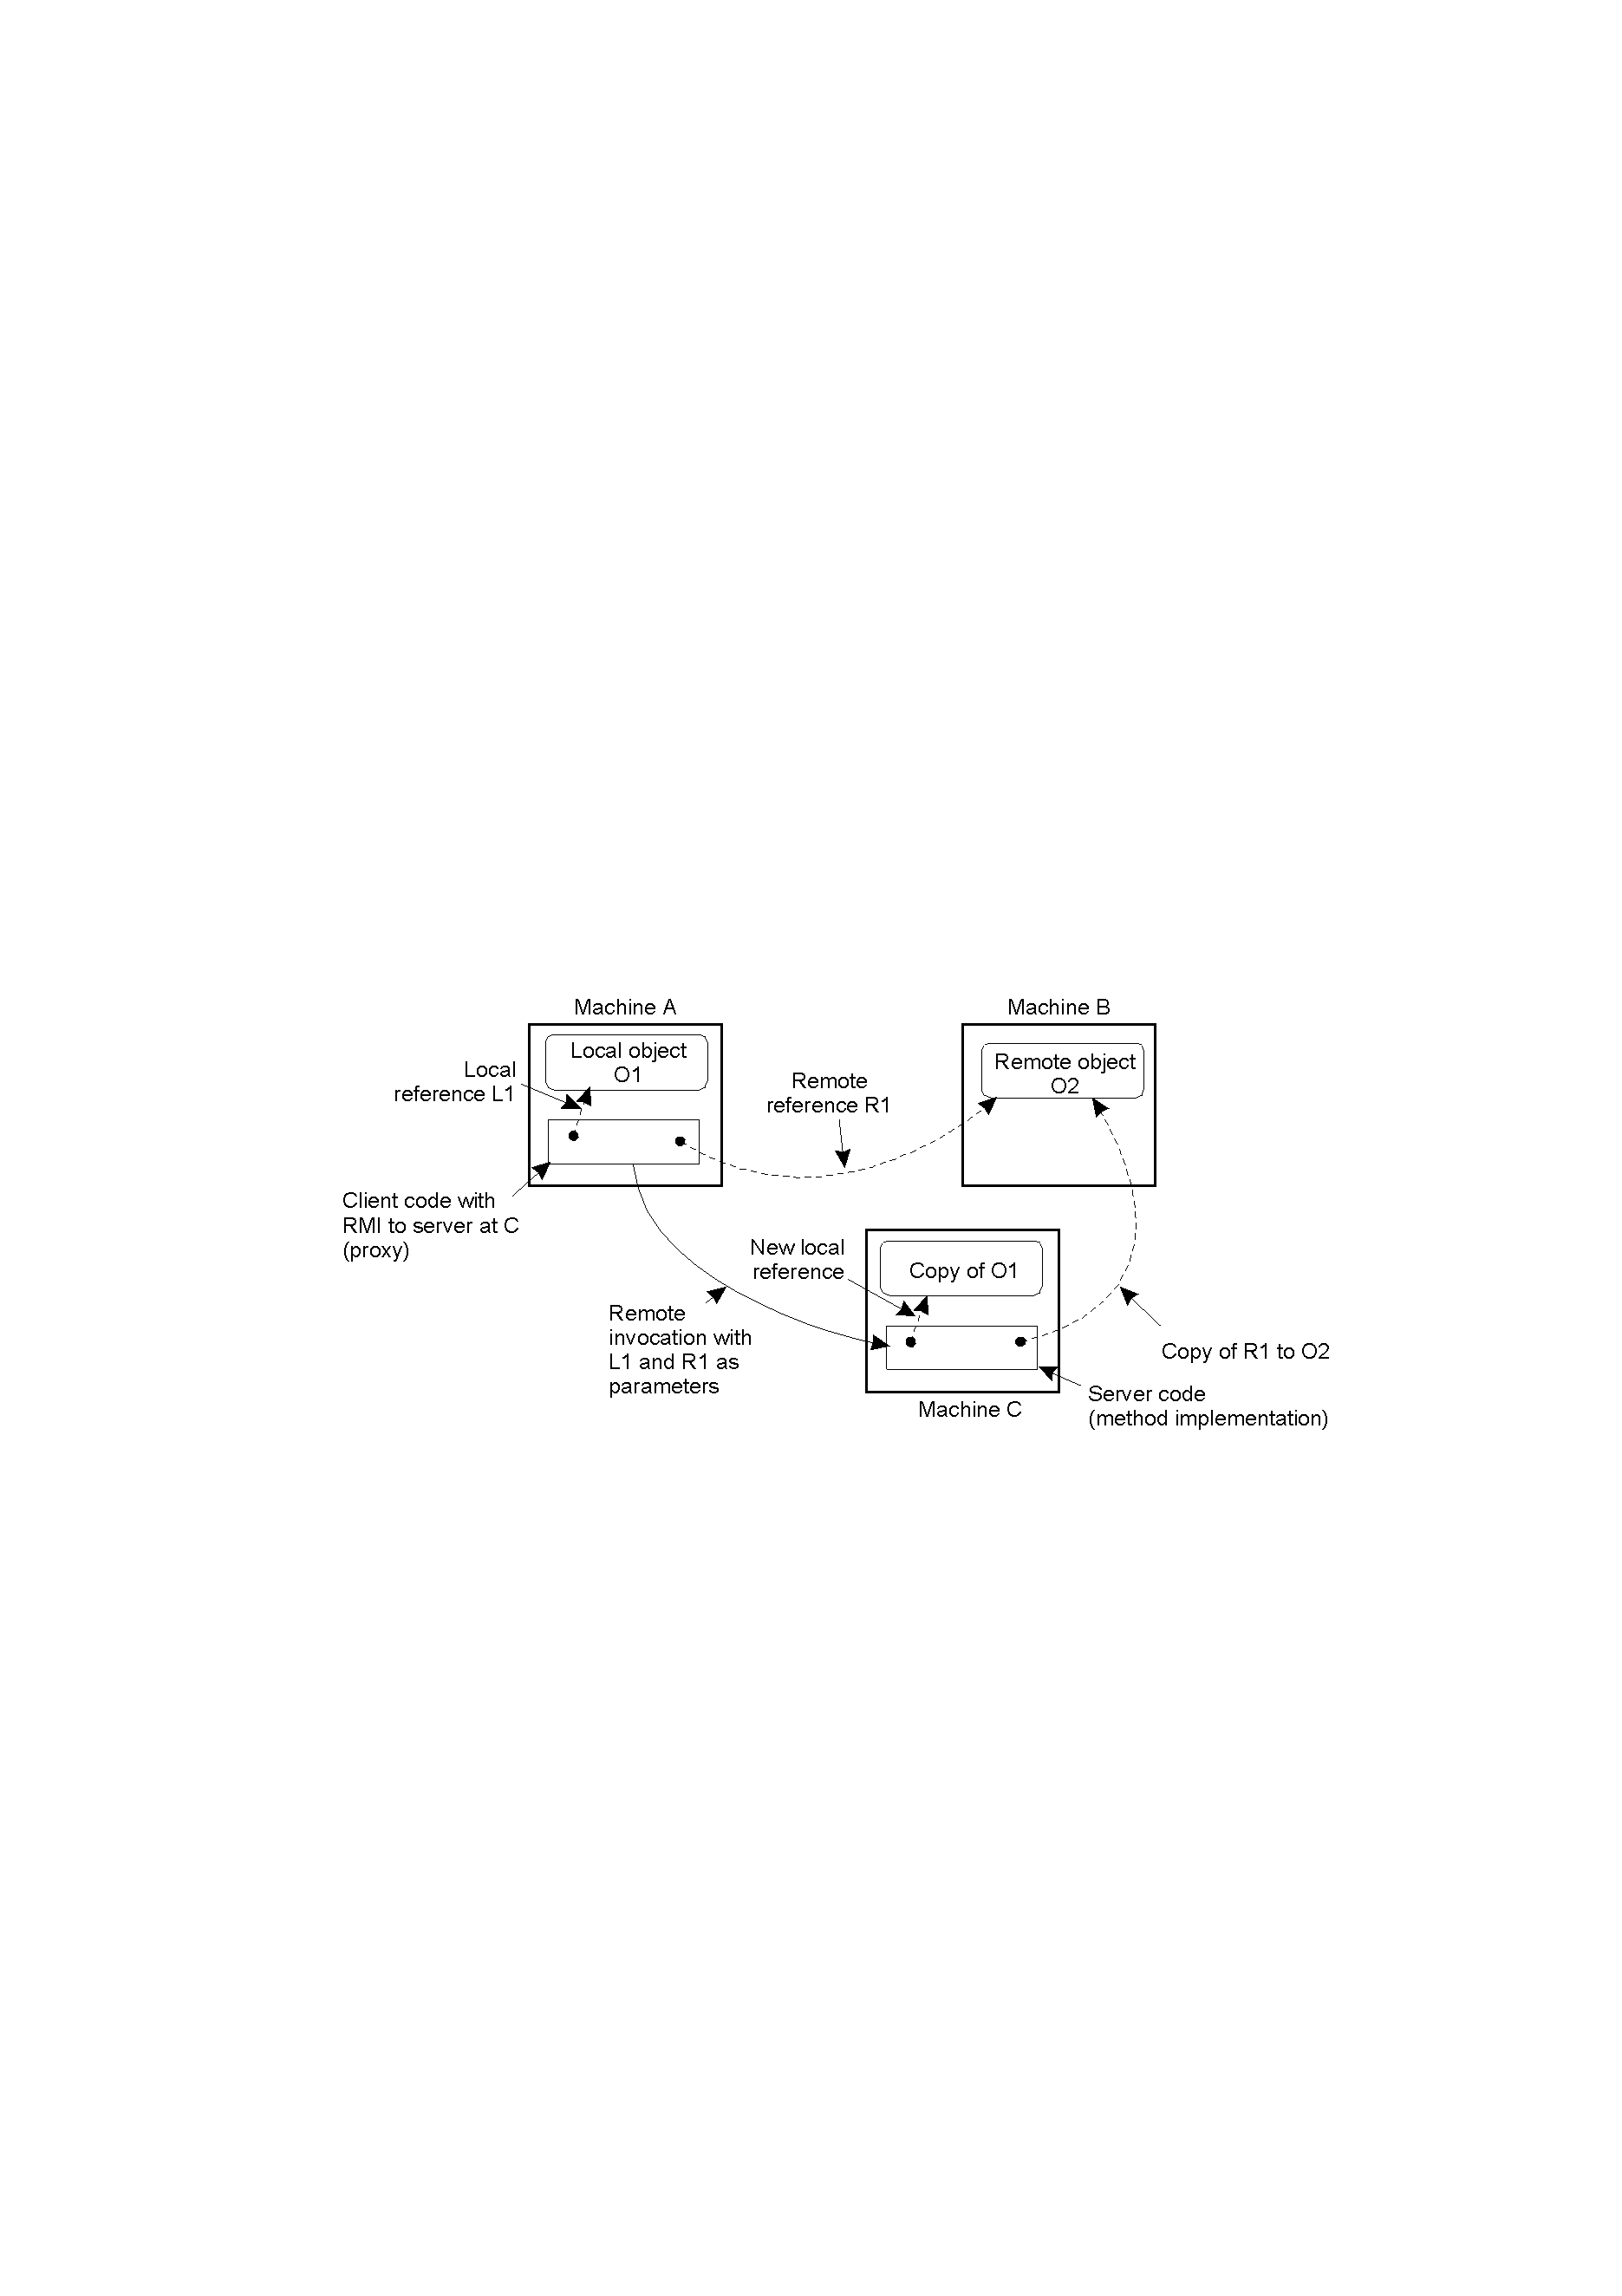 Machine A
Machine B
Local object
O1
Local
reference L1
Remote object
O2
Remote
reference R1
Client code with
RMI to server at C
(proxy)
New local
reference
Copy of O1
Remote
invocation with
L1 and R1 as
parameters
Copy of R1 to O2
Server code
(method implementation)
Machine C